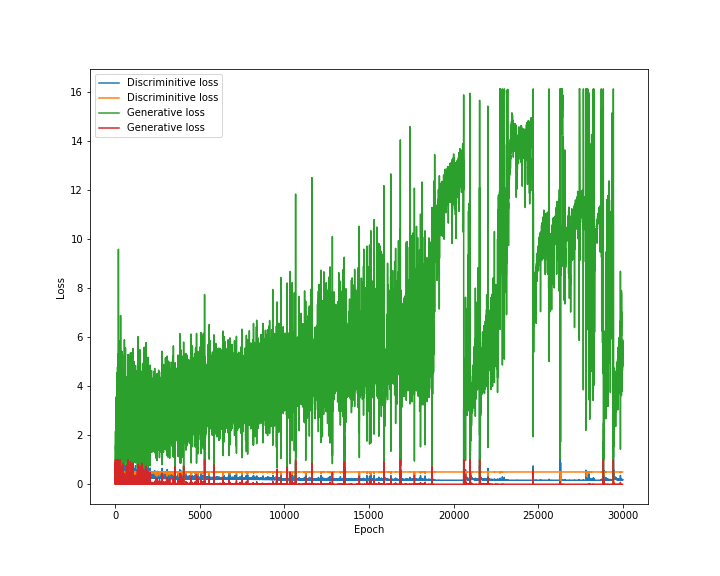 Discriminitive loss
Discriminitive loss
Generative loss
Generative loss
16
14
12
10
8
6
4
2
0
Loss
0 5000 10000 15000 20000 25000 30000
Epoch